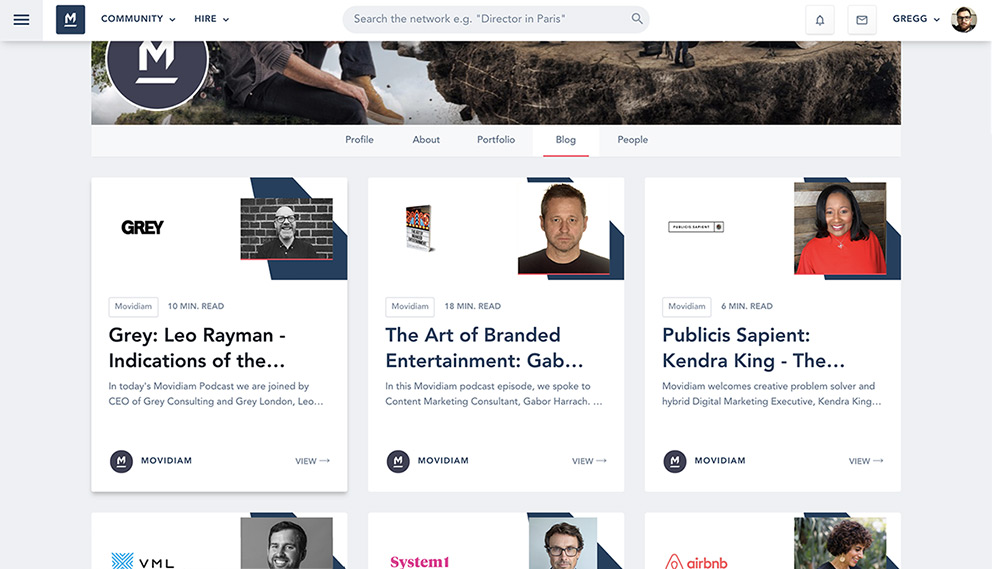 M
COMMUNITY
HIRE
Search the network e.g. "Director in Paris"
GREGG
M
Profile
About
Portfolio
Blog
People
GREY
Movidiam
10 MIN. READ
Grey: Leo Rayman -
Indications of the…
In today's Movidiam Podcast we are joined by
CEO of Grey Consulting and Grey London, Leo…
M
MOVIDIAM
VIEW →
THE ART OF
BRANDED
ENTERTAINMENT
Movidiam
18 MIN. READ
The Art of Branded
Entertainment: Gab…
In this Movidiam podcast episode, we spoke to
Content Marketing Consultant, Gabor Harrach. …
M
MOVIDIAM
VIEW →
PUBLICIS SAPIENT
Movidiam
6 MIN. READ
Publicis Sapient:
Kendra King - The…
Movidiam welcomes creative problem solver and
hybrid Digital Marketing Executive, Kendra King…
M
MOVIDIAM
VIEW →
VML
System1
airbnb